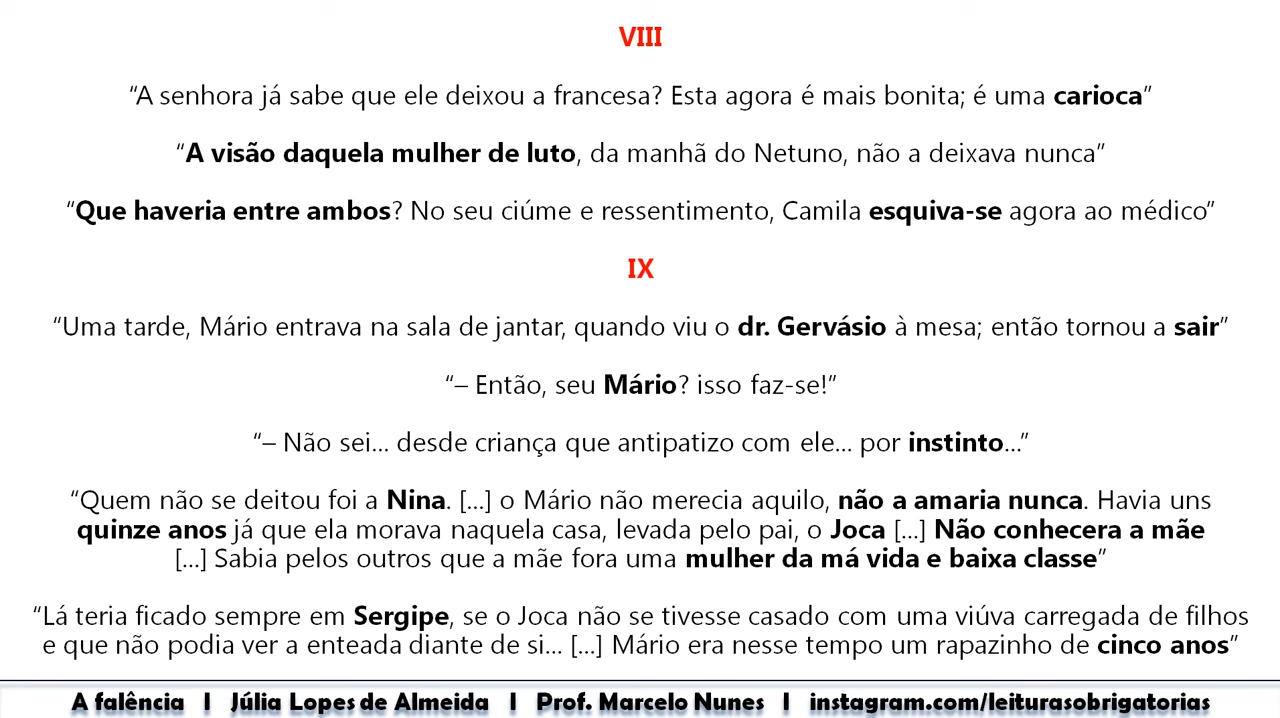 VIII
“A senhora já sabe que ele deixou a francesa? Esta agora é mais bonita; é uma carioca”
“A visão daquela mulher de luto, da manhã do Netuno, não a deixava nunca”
“Que haveria entre ambos? No seu ciúme e ressentimento, Camila esquiva-se agora ao médico”
IX
“Uma tarde, Mário entrava na sala de jantar, quando viu o dr. Gervásio à mesa; então tornou a sair”
“– Então, seu Mário? isso faz-se!”
“– Não sei... desde criança que antipatizo com ele... por instinto...”
“Quem não se deitou foi a Nina. [...] o Mário não merecia aquilo, não a amaria nunca. Havia uns
quinze anos já que ela morava naquela casa, levada pelo pai, o Joca [...] Não conhecera a mãe
[...] Sabia pelos outros que a mãe fora uma mulher da má vida e baixa classe”
“Lá teria ficado sempre em Sergipe, se o Joca não se tivesse casado com uma viúva carregada de filhos
e que não podia ver a enteada diante de si... [...] Mário era nesse tempo um rapazinho de cinco anos”
A falência I Júlia Lopes de Almeida I Prof. Marcelo Nunes I instagram.com/leiturasobrigatorias